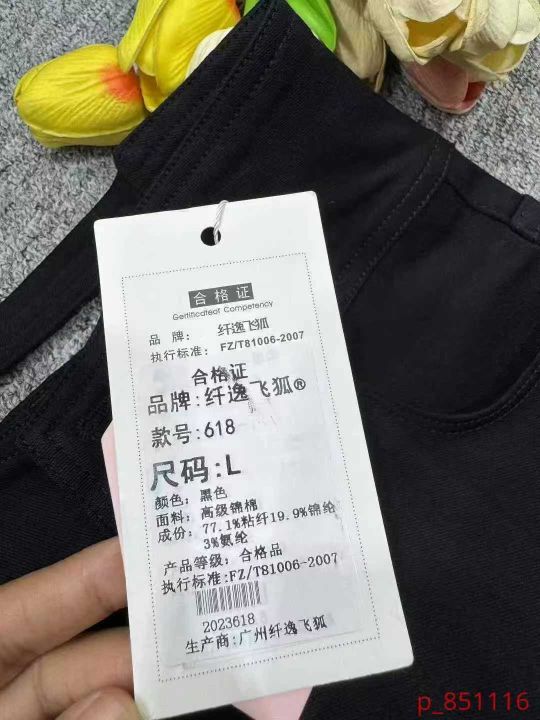 合格证
Gertificateof Competency
品 牌： 纤逸飞狐
执行标准： FZ/T81006-2007
合格证
品牌:纤逸飞狐®
款号:618
尺码:L
颜色：黑色
面料：高级锦棉
成份：77.1%粘纤19.9%锦纶
3%氨纶
产品等级：合格品
执行标准:FZ/T81006-2007
2023618
生产商:广州纤逸飞狐
p_851116